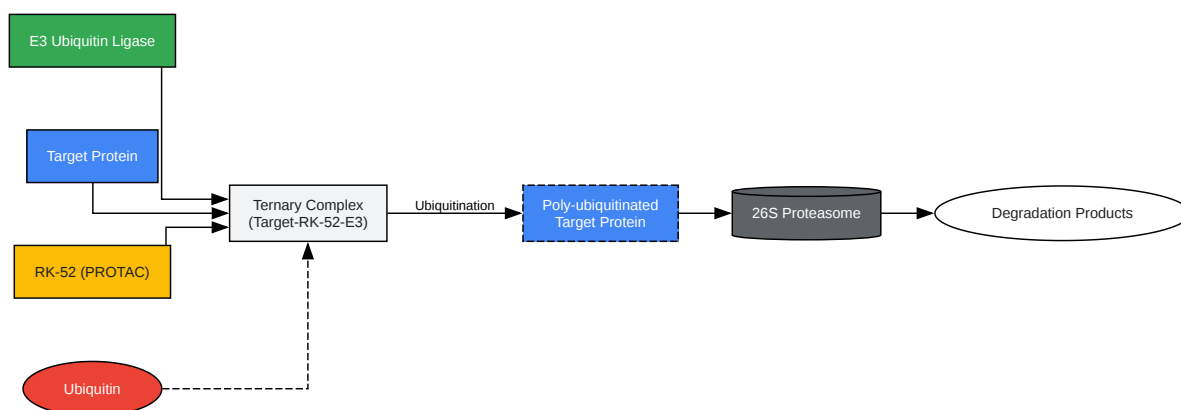 E3 Ubiquitin Ligase
Target Protein
RK-52 (PROTAC)
Ubiquitin
Ternary Complex
(Target-RK-52-E3)
Ubiquitination
Poly-ubiquitinated
Target Protein
26S Proteasome
Degradation Products